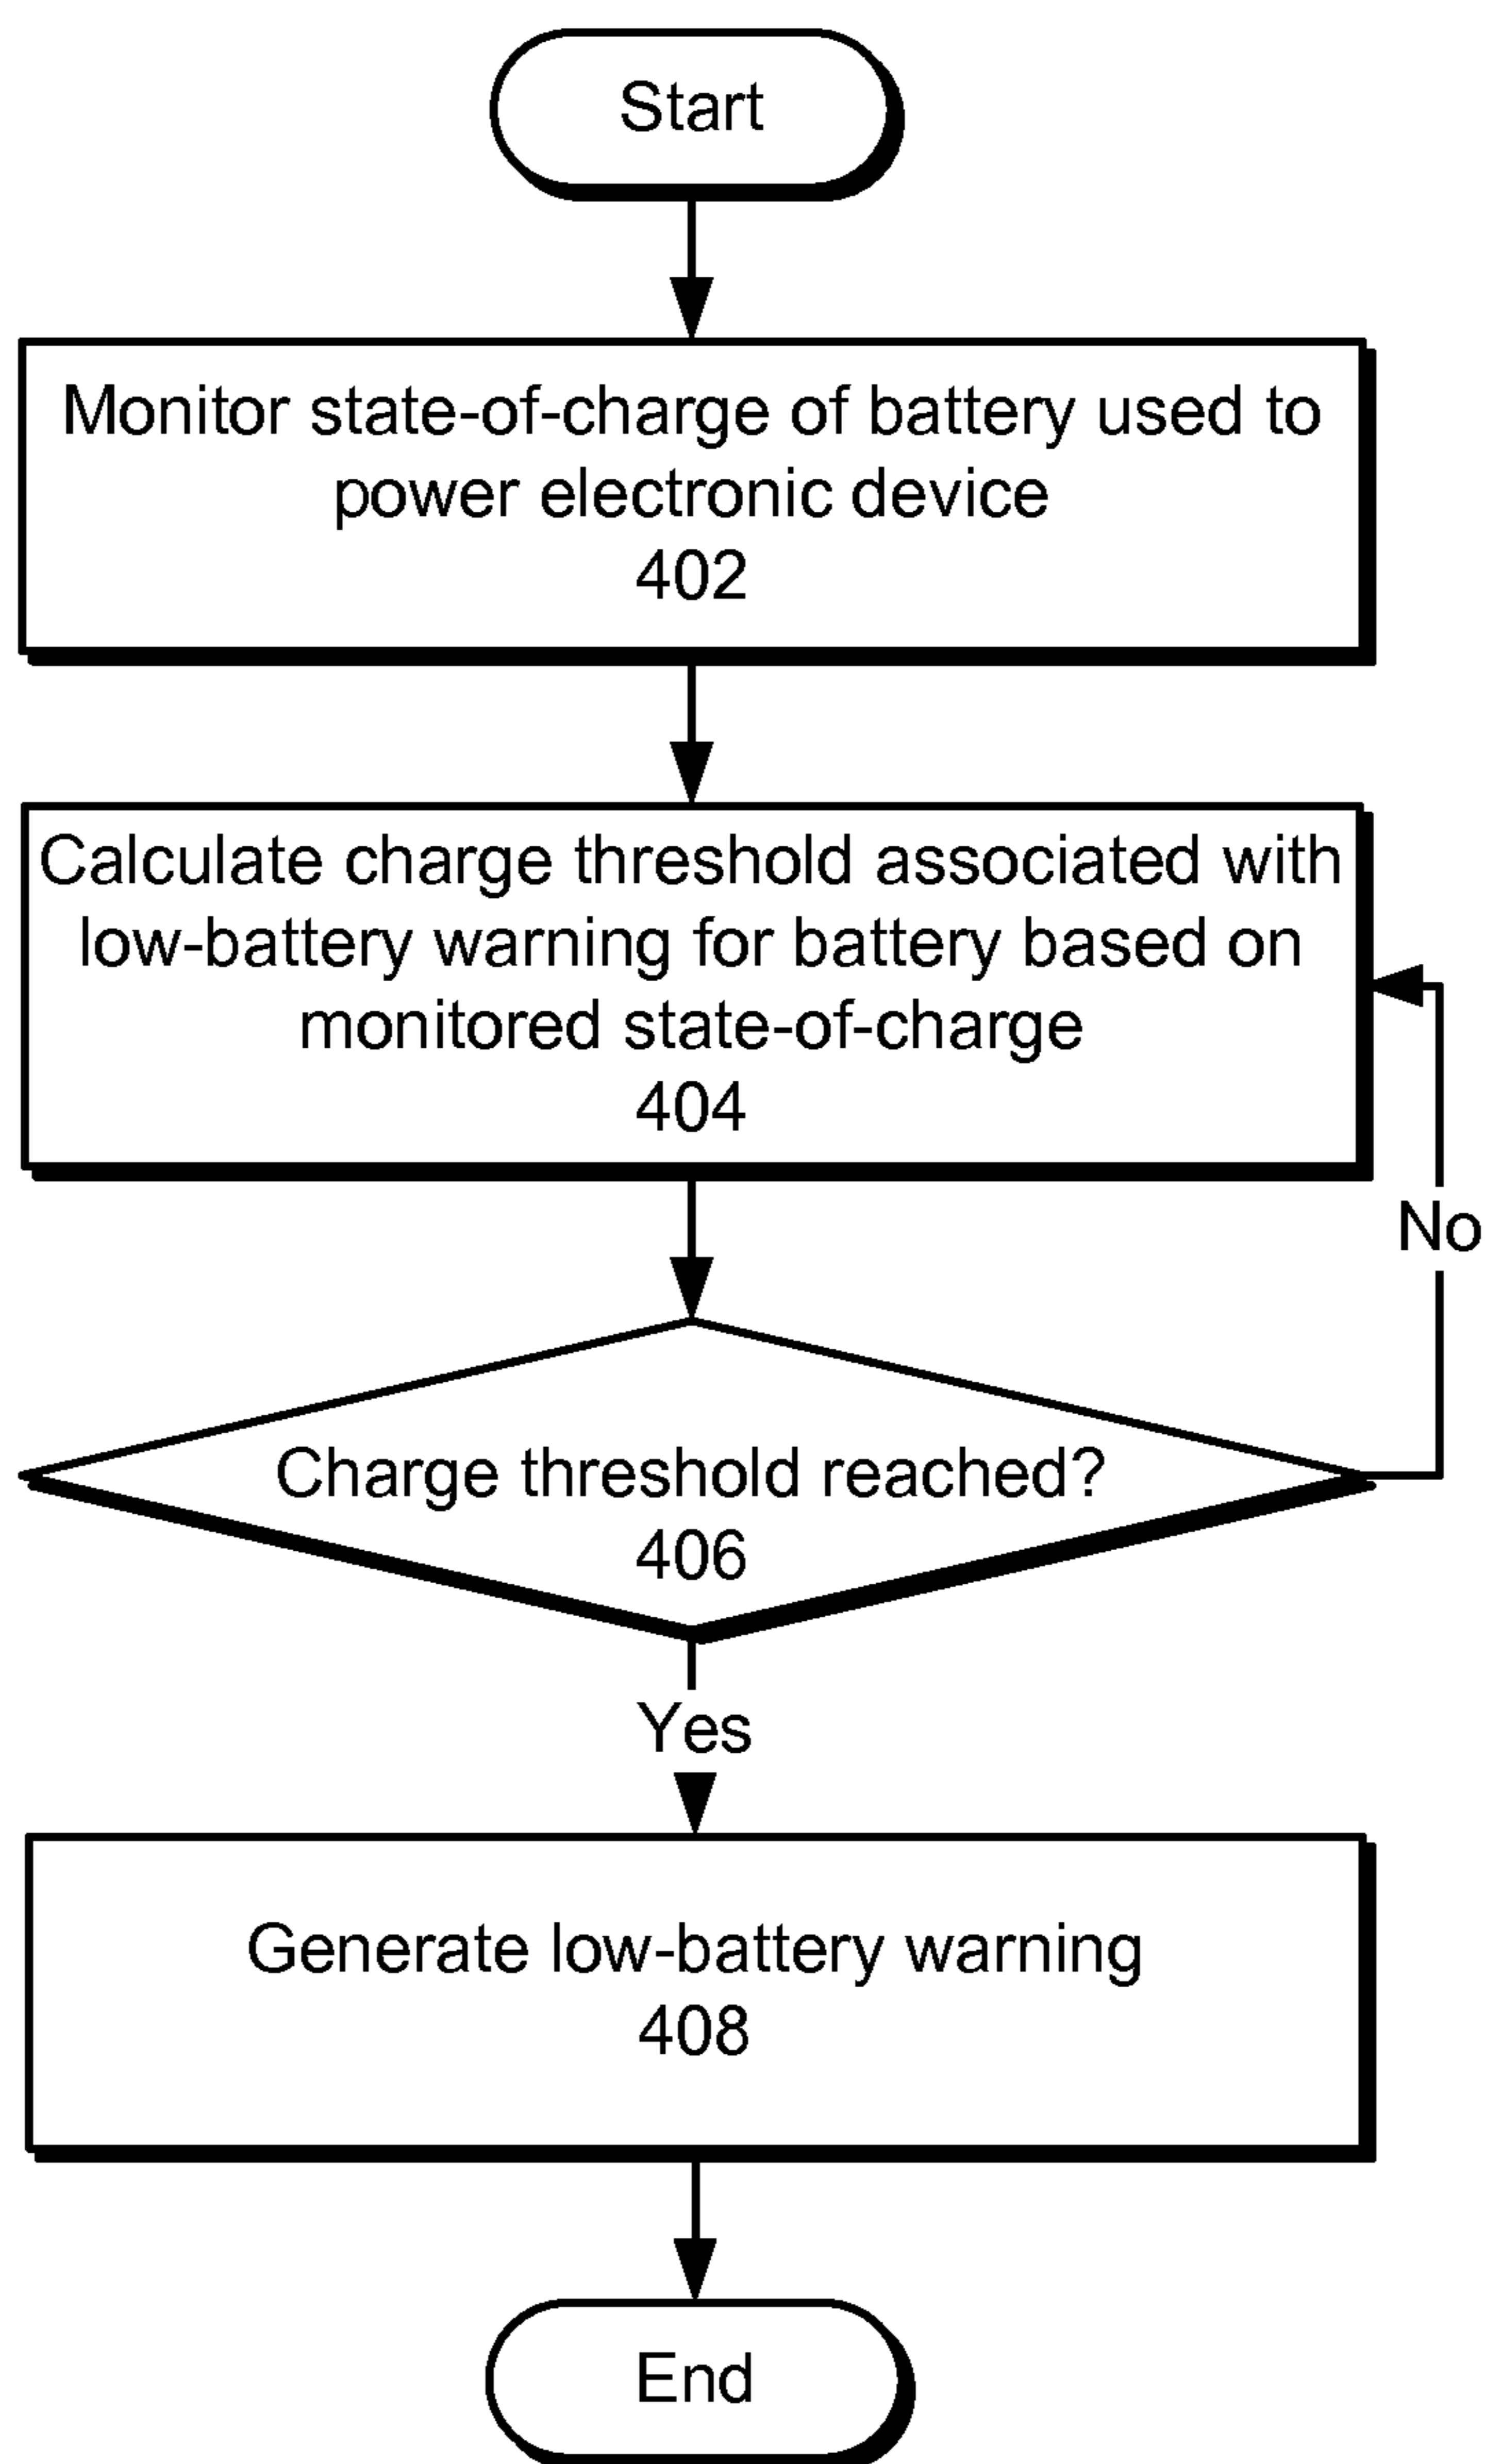 Start
Monitor state-of-charge of battery used to
power electronic device
402
Calculate charge threshold associated with
low-battery warning for battery based on
monitored state-of-charge
404
No
Charge threshold reached?
406
Yes
Generate low-battery warning
408
End